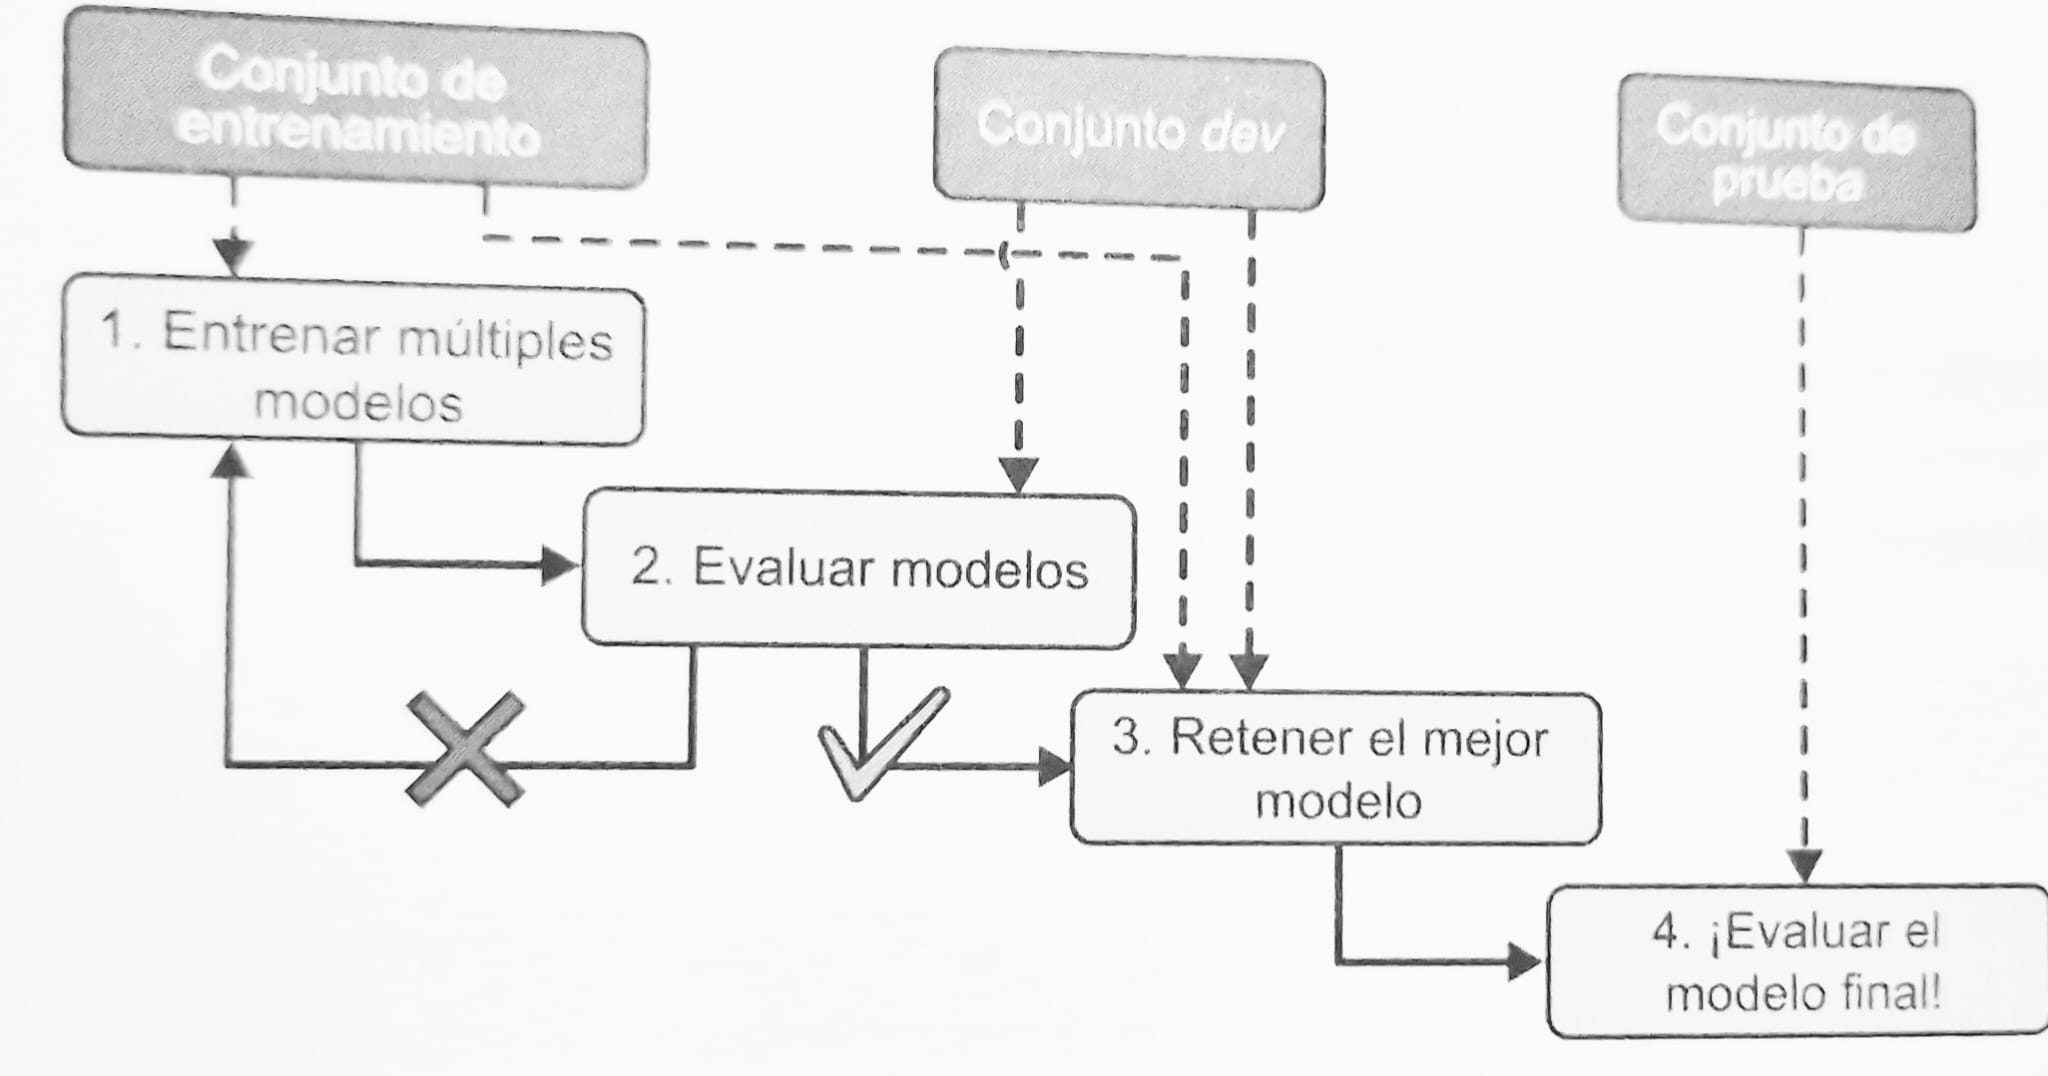 Conjunto de
entrenamiento
Conjunto dev
Conjunto de
prueba
1. Entrenar múltiples
modelos
2. Evaluar modelos
3. Retener el mejor
modelo
4. ¡Evaluar el
modelo final!